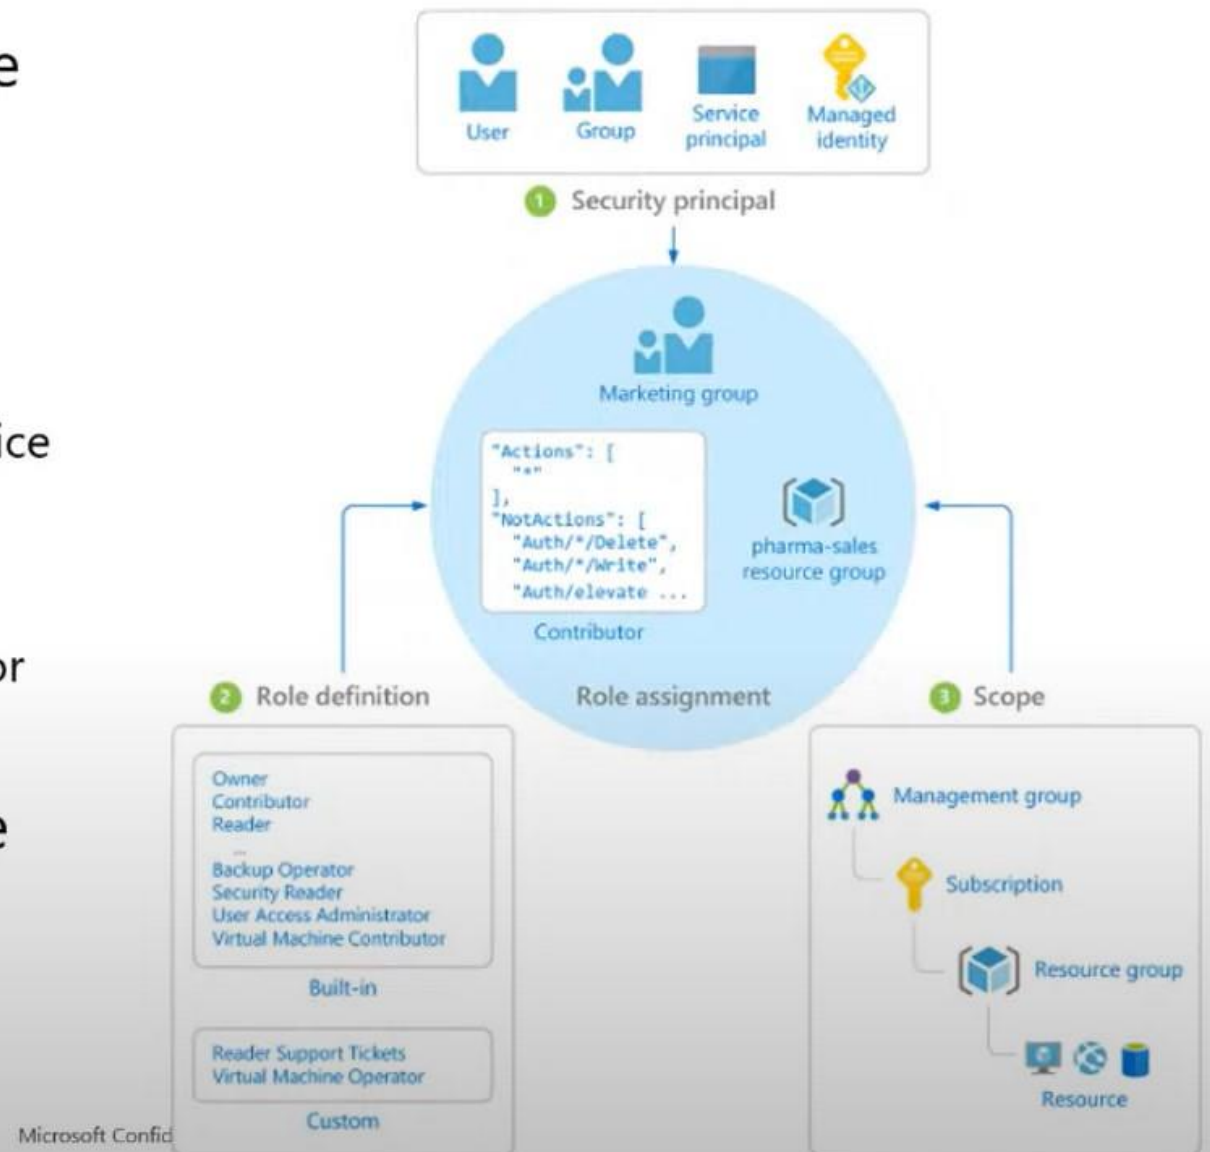 e
ice
or
e
User
Group
Service
principal
Managed
identity
1 Security principal
Marketing group
"Actions": [
"*"
],
"NotActions": [
"Auth/*/Delete",
"Auth/*/Write",
"Auth/elevate ...
Contributor
pharma-sales
resource group
Role assignment
2 Role definition
Owner
Contributor
Reader
...
Backup Operator
Security Reader
User Access Administrator
Virtual Machine Contributor
Built-in
Reader Support Tickets
Virtual Machine Operator
Custom
3 Scope
Management group
Subscription
Resource group
Resource
Microsoft Confid